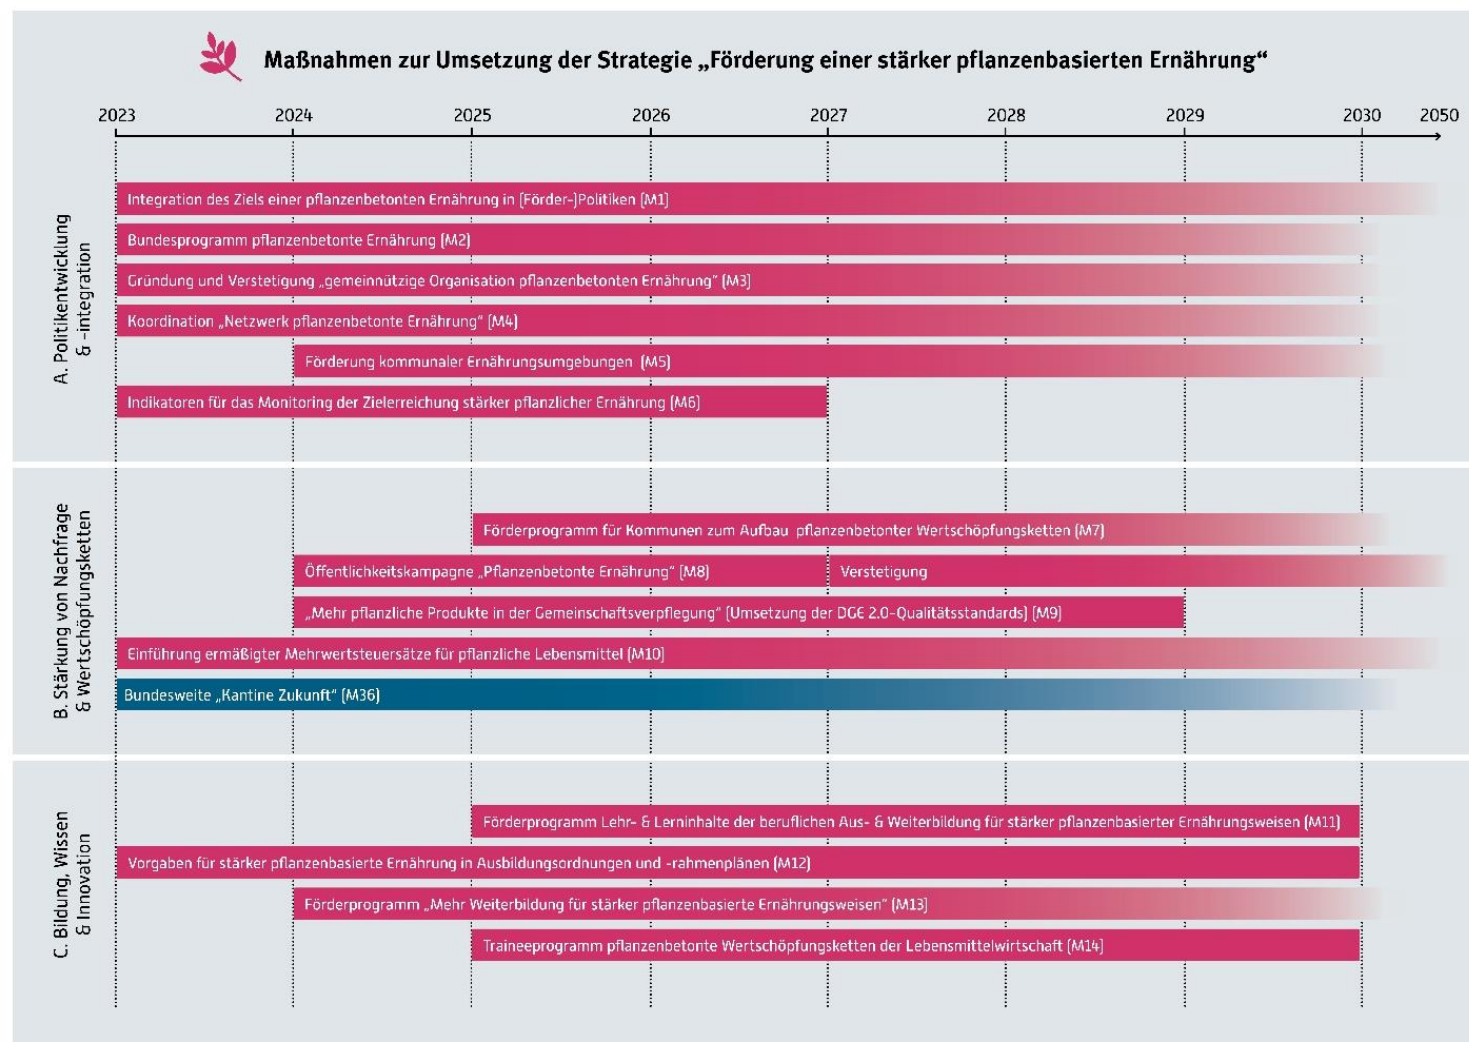 Maßnahmen zur Umsetzung der Strategie „Förderung einer stärker pflanzenbasierten Ernährung“
2023 2024 2025 2026 2027 2028 2029 2030 2050
A. Politikentwicklung
& -integration
Integration des Ziels einer pflanzenbetonten Ernährung in (Förder-)Politiken (M1)
Bundesprogramm pflanzenbetonte Ernährung (M2)
Gründung und Verstetigung „gemeinnützige Organisation pflanzenbetonten Ernährung“ (M3)
Koordination „Netzwerk pflanzenbetonte Ernährung“ (M4)
Förderung kommunaler Ernährungsumgebungen (M5)
Indikatoren für das Monitoring der Zielerreichung stärker pflanzlicher Ernährung (M6)
B. Stärkung von Nachfrage
& Wertschöpfungsketten
Förderprogramm für Kommunen zum Aufbau pflanzenbetonter Wertschöpfungsketten (M7)
Öffentlichkeitskampagne „Pflanzenbetonte Ernährung“ (M8) Verstetigung
„Mehr pflanzliche Produkte in der Gemeinschaftsverpflegung“ (Umsetzung der DGE 2.0-Qualitätsstandards) (M9)
Einführung ermäßigter Mehrwertsteuersätze für pflanzliche Lebensmittel (M10)
Bundesweite „Kantine Zukunft“ (M36)
C. Bildung, Wissen
& Innovation
Förderprogramm Lehr- & Lerninhalte der beruflichen Aus- & Weiterbildung für stärker pflanzenbasierter Ernährungsweisen (M11)
Vorgaben für stärker pflanzenbasierte Ernährung in Ausbildungsordnungen und -rahmenplänen (M12)
Förderprogramm „Mehr Weiterbildung für stärker pflanzenbasierte Ernährungsweisen“ (M13)
Traineeprogramm pflanzenbetonte Wertschöpfungsketten der Lebensmittelwirtschaft (M14)